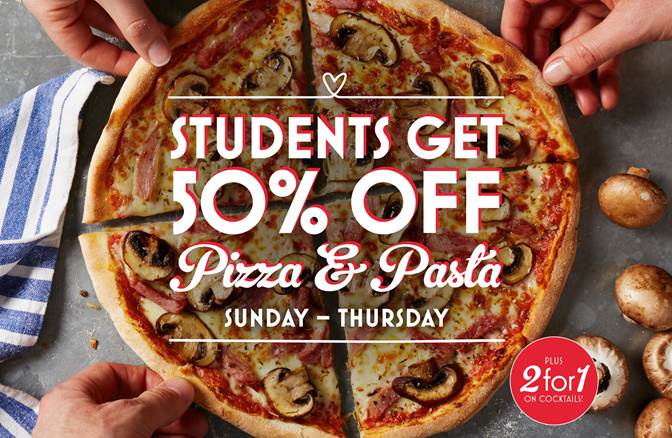 STUDENTS GET
50% OFF
Pizza & Pasta
SUNDAY – THURSDAY
PLUS
2 for 1
ON COCKTAILS!